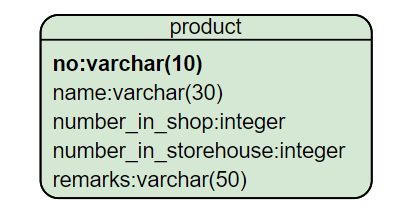 product
no:varchar(10)
name:varchar(30)
number_in_shop:integer
number_in_storehouse:integer
remarks:varchar(50)